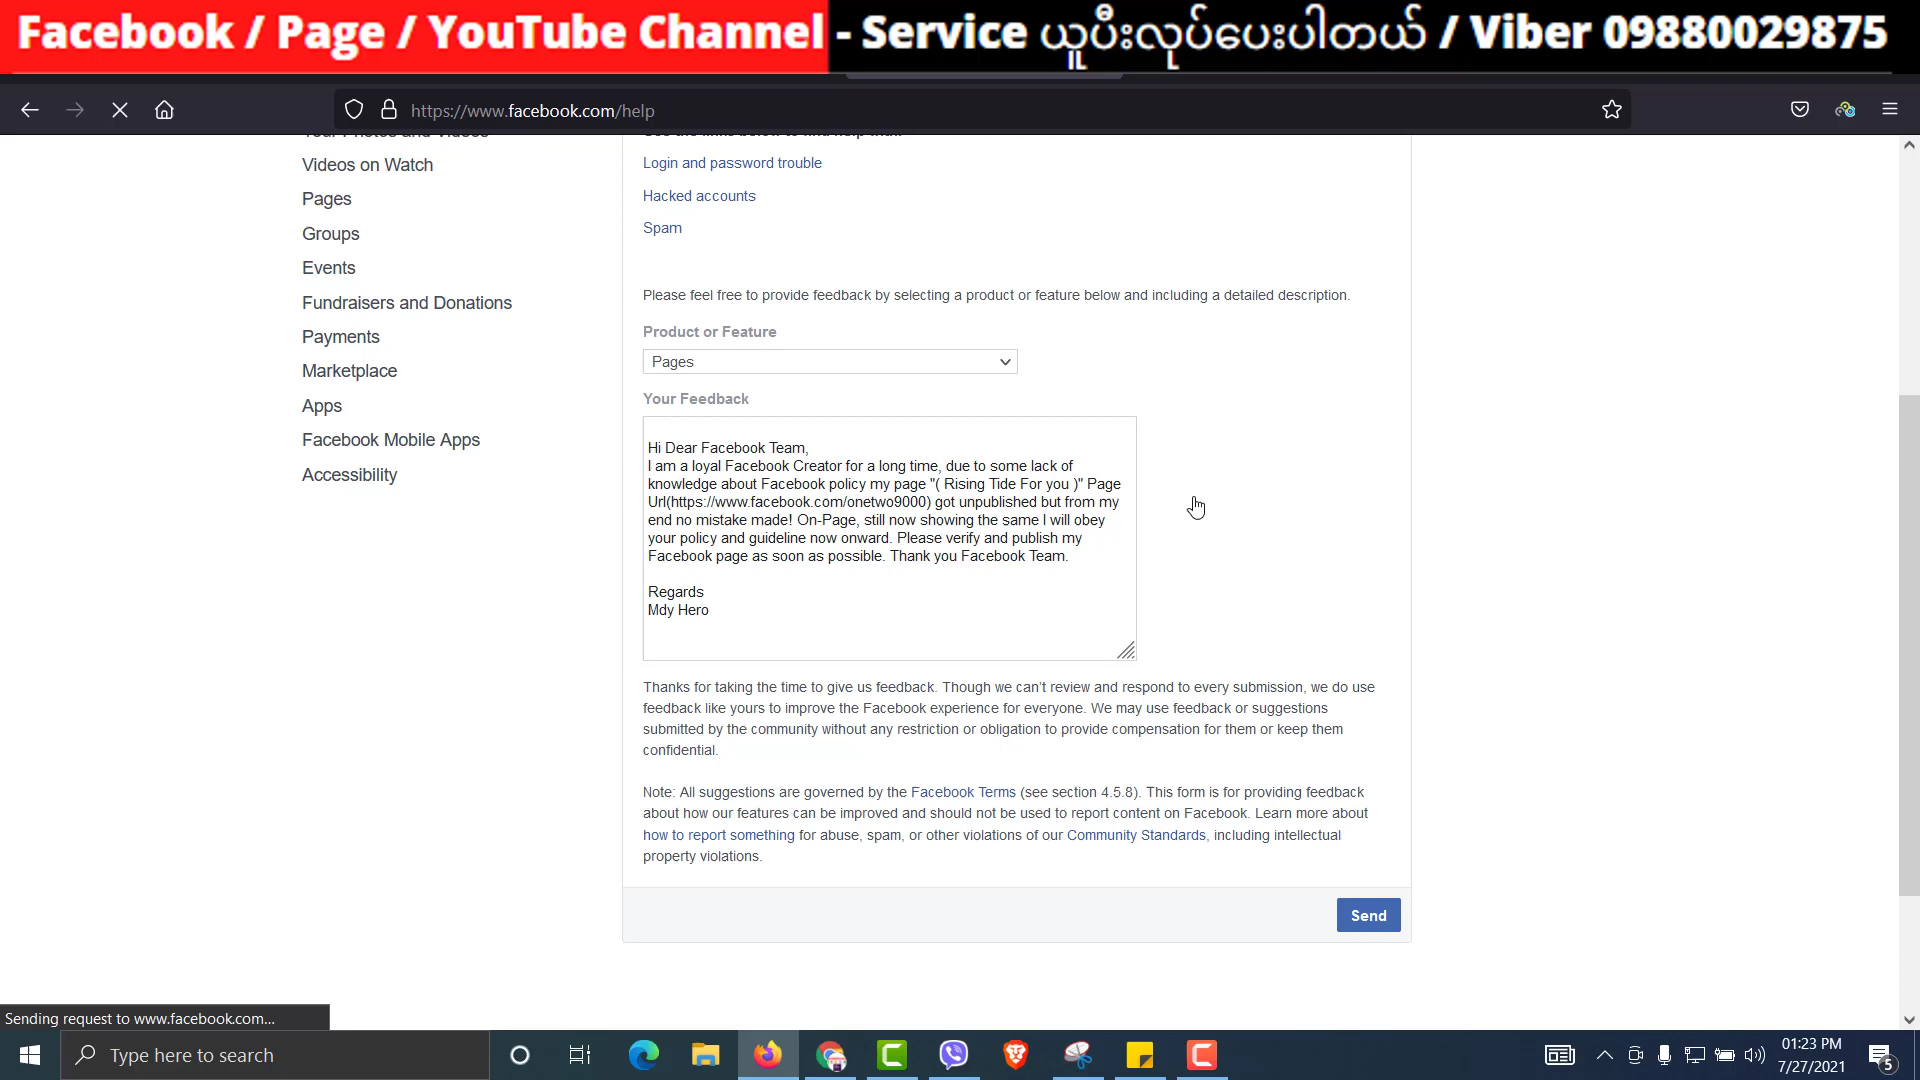 Facebook / Page / YouTube Channel - Service ယူပီးလုပ်ပေးပါတယ် / Viber 09880029875
https://www.facebook.com/help
Your Photos and Videos
Videos on Watch
Pages
Groups
Events
Fundraisers and Donations
Payments
Marketplace
Apps
Facebook Mobile Apps
Accessibility
Login and password trouble
Hacked accounts
Spam
Please feel free to provide feedback by selecting a product or feature below and including a detailed description.
Product or Feature
Pages
Your Feedback
Hi Dear Facebook Team,
I am a loyal Facebook Creator for a long time, due to some lack of
knowledge about Facebook policy my page "( Rising Tide For you )" Page
Url(https://www.facebook.com/onetwo9000) got unpublished but from my
end no mistake made! On-Page, still now showing the same I will obey
your policy and guideline now onward. Please verify and publish my
Facebook page as soon as possible. Thank you Facebook Team.
Regards
Mdy Hero
Thanks for taking the time to give us feedback. Though we can’t review and respond to every submission, we do use
feedback like yours to improve the Facebook experience for everyone. We may use feedback or suggestions
submitted by the community without any restriction or obligation to provide compensation for them or keep them
confidential.
Note: All suggestions are governed by the Facebook Terms (see section 4.5.8). This form is for providing feedback
about how our features can be improved and should not be used to report content on Facebook. Learn more about
how to report something for abuse, spam, or other violations of our Community Standards, including intellectual
property violations.
Send
Sending request to www.facebook.com...
Type here to search
01:23 PM
7/27/2021
5